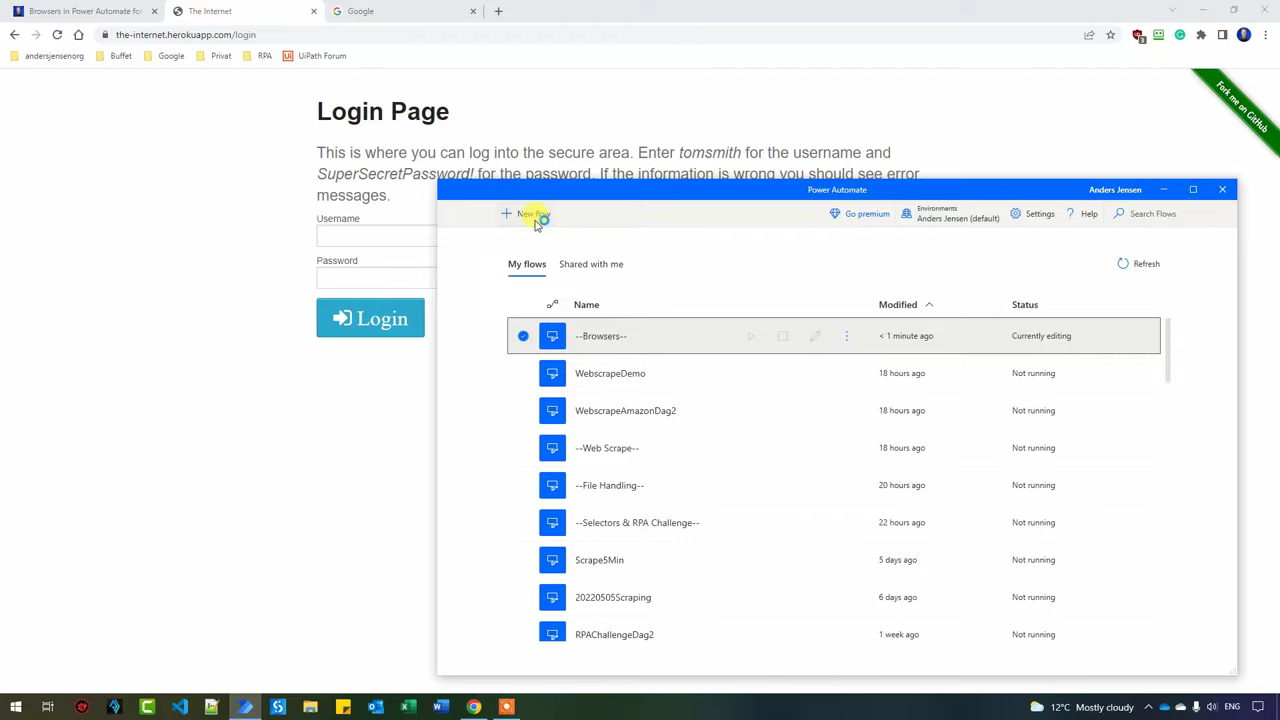 Browsers in Power Automate for
The Internet
Google
the-internet.herokuapp.com/login
3
andersjensenorg
Buffet
Google
Privat
RPA
Ui
UiPath Forum
Fork me on GitHub
Login Page
This is where you can log into the secure area. Enter tomsmith for the username and
SuperSecretPassword! for the password. If the information is wrong you should see error
messages.
Username
Password
Login
Power Automate
Anders Jensen
New flow
Go premium
Environments
Anders Jensen (default)
Settings
Help
Search Flows
My flows
Shared with me
Refresh
Name
Modified
Status
--Browsers--
< 1 minute ago
Currently editing
WebscrapeDemo
18 hours ago
Not running
WebscrapeAmazonDag2
18 hours ago
Not running
--Web Scrape--
18 hours ago
Not running
--File Handling--
20 hours ago
Not running
--Selectors & RPA Challenge--
22 hours ago
Not running
Scrape5Min
5 days ago
Not running
20220505Scraping
6 days ago
Not running
RPAChallengeDag2
1 week ago
Not running
12°C Mostly cloudy
ENG